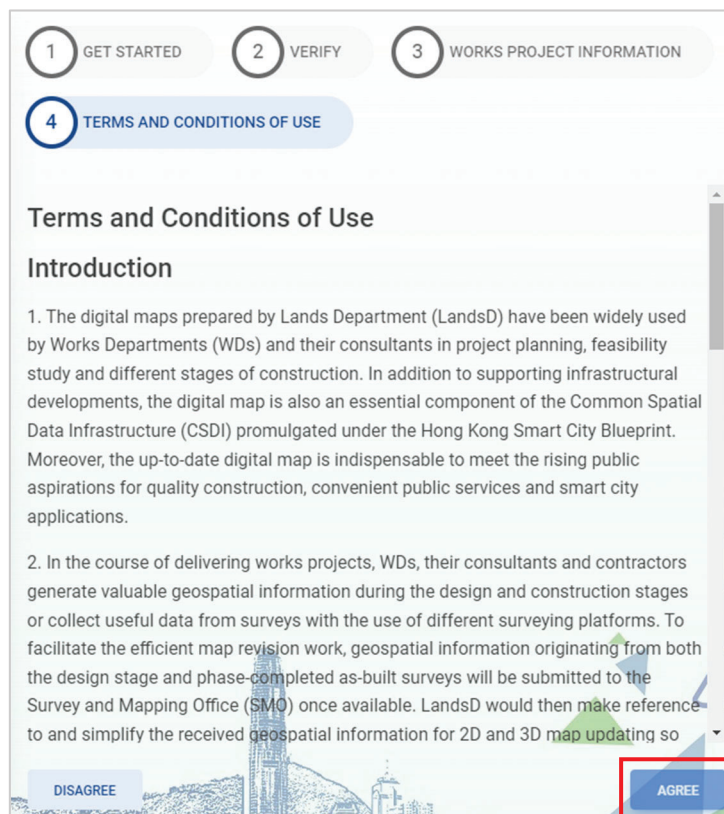 1 GET STARTED 2 VERIFY 3 WORKS PROJECT INFORMATION
4 TERMS AND CONDITIONS OF USE
Terms and Conditions of Use
Introduction
1. The digital maps prepared by Lands Department (LandsD) have been widely used
by Works Departments (WDs) and their consultants in project planning, feasibility
study and different stages of construction. In addition to supporting infrastructural
developments, the digital map is also an essential component of the Common Spatial
Data Infrastructure (CSDI) promulgated under the Hong Kong Smart City Blueprint.
Moreover, the up-to-date digital map is indispensable to meet the rising public
aspirations for quality construction, convenient public services and smart city
applications.
2. In the course of delivering works projects, WDs, their consultants and contractors
generate valuable geospatial information during the design and construction stages
or collect useful data from surveys with the use of different surveying platforms. To
facilitate the efficient map revision work, geospatial information originating from both
the design stage and phase-completed as-built surveys will be submitted to the
Survey and Mapping Office (SMO) once available. LandsD would then make reference
to and simplify the received geospatial information for 2D and 3D map updating so
DISAGREE AGREE